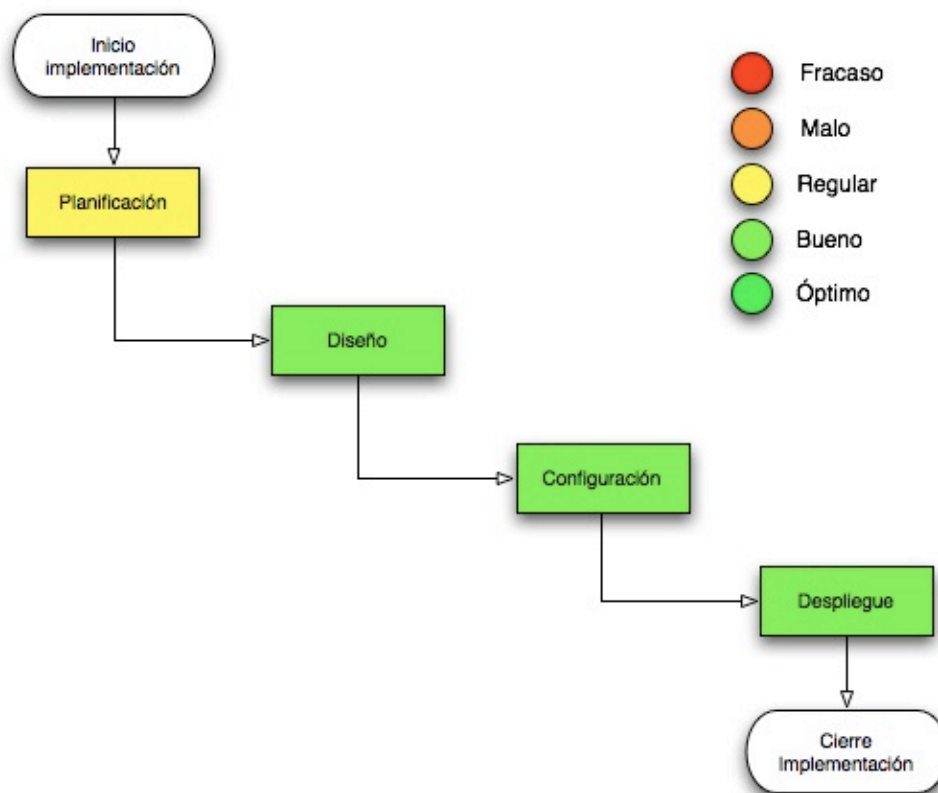 Inicio
implementación
Fracaso
Malo
Planificación
Regular
Bueno
Óptimo
Diseño
Configuración
Despliegue
Cierre
Implementación